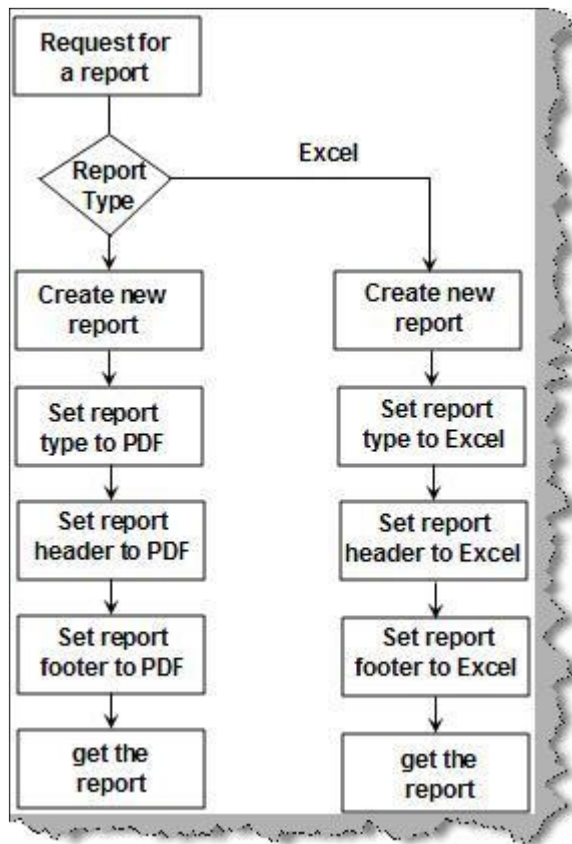 Request for
a report
Report
Type
Excel
Create new
report
Set report
type to PDF
Set report
header to PDF
Set report
footer to PDF
get the
report
Create new
report
Set report
type to Excel
Set report
header to Excel
Set report
footer to Excel
get the
report